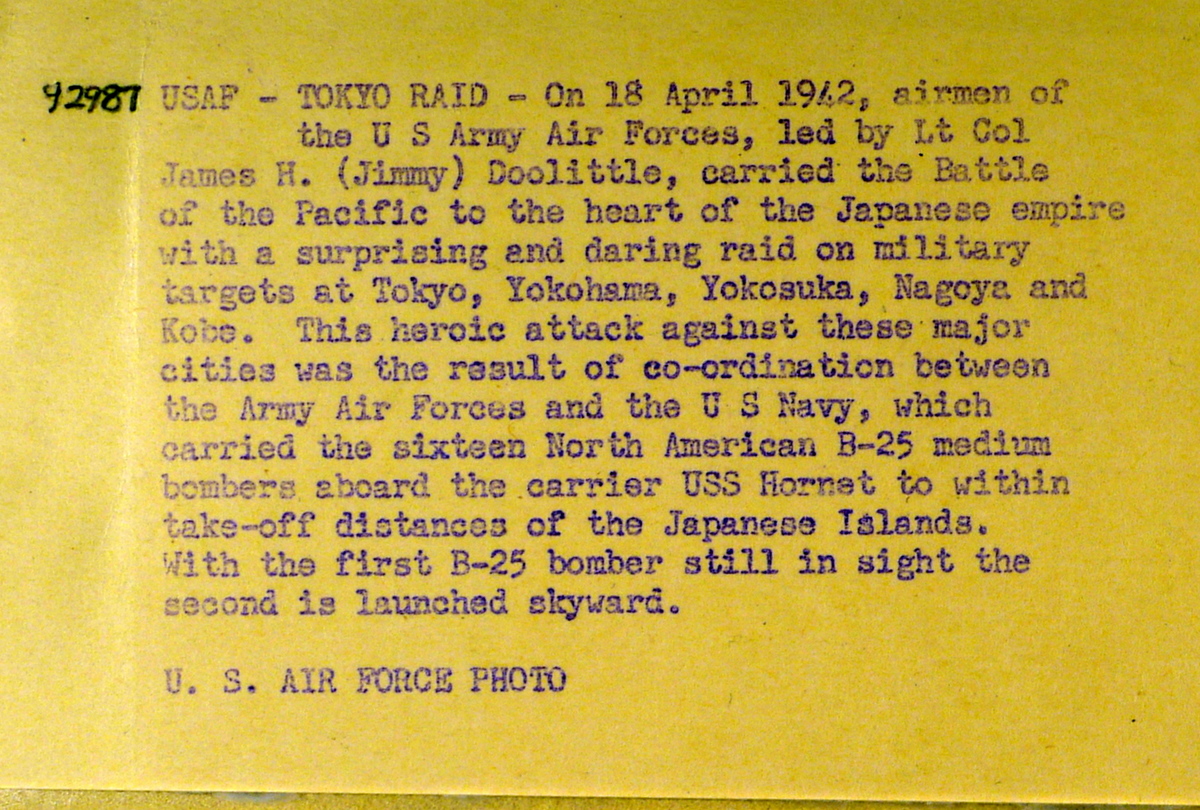 92987 USAF - TOKYO RAID - On 18 April 1942, airmen of
the U S Army Air Forces, led by Lt Col
James H. (Jimmy) Doolittle, carried the Battle
of the Pacific to the heart of the Japanese empire
with a surprising and daring raid on military
targets at Tokyo, Yokohama, Yokosuka, Nagoya and
Kobe.  This heroic attack against these major
cities was the result of co-ordination between
the Army Air Forces and the U S Navy, which
carried the sixteen North American B-25 medium
bombers aboard the carrier USS Hornet to within
take-off distances of the Japanese Islands.
With the first B-25 bomber still in sight the
second is launched skyward.
U. S. AIR FORCE PHOTO